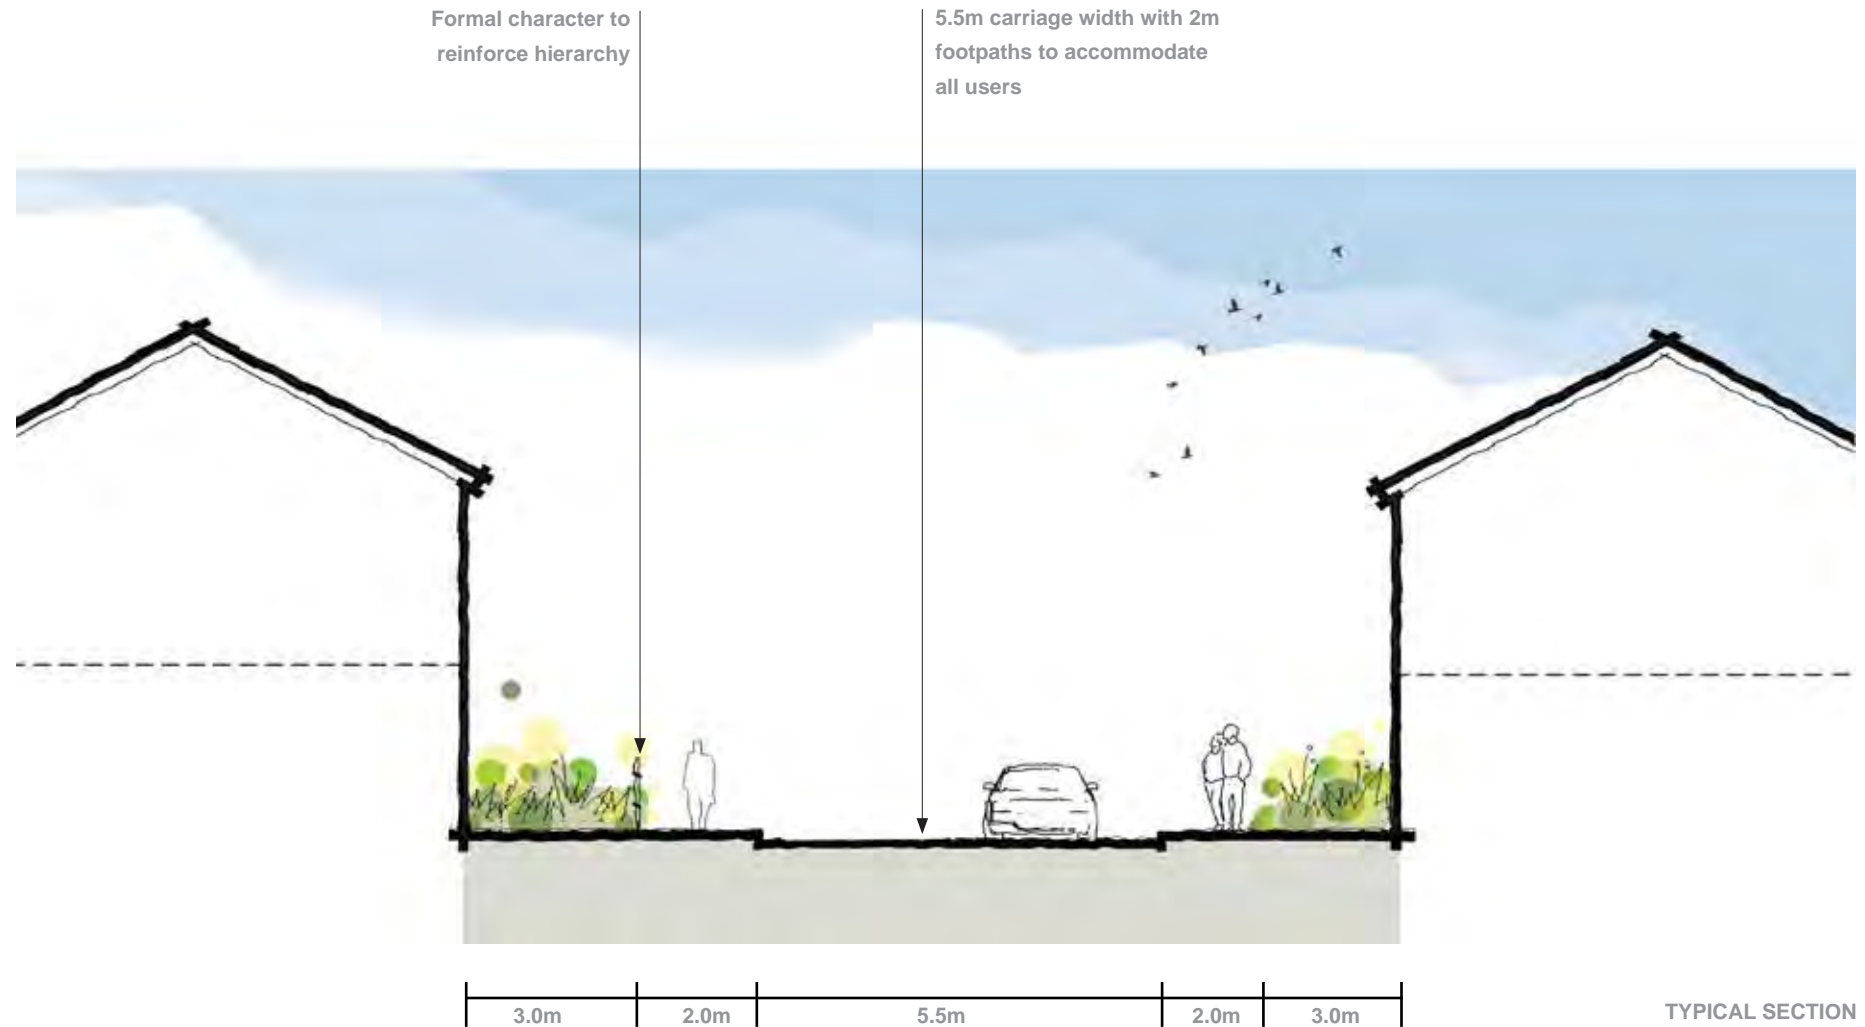 Formal character to
reinforce hierarchy
5.5m carriage width with 2m
footpaths to accommodate
all users
3.0m
2.0m
5.5m
2.0m
3.0m
TYPICAL SECTION